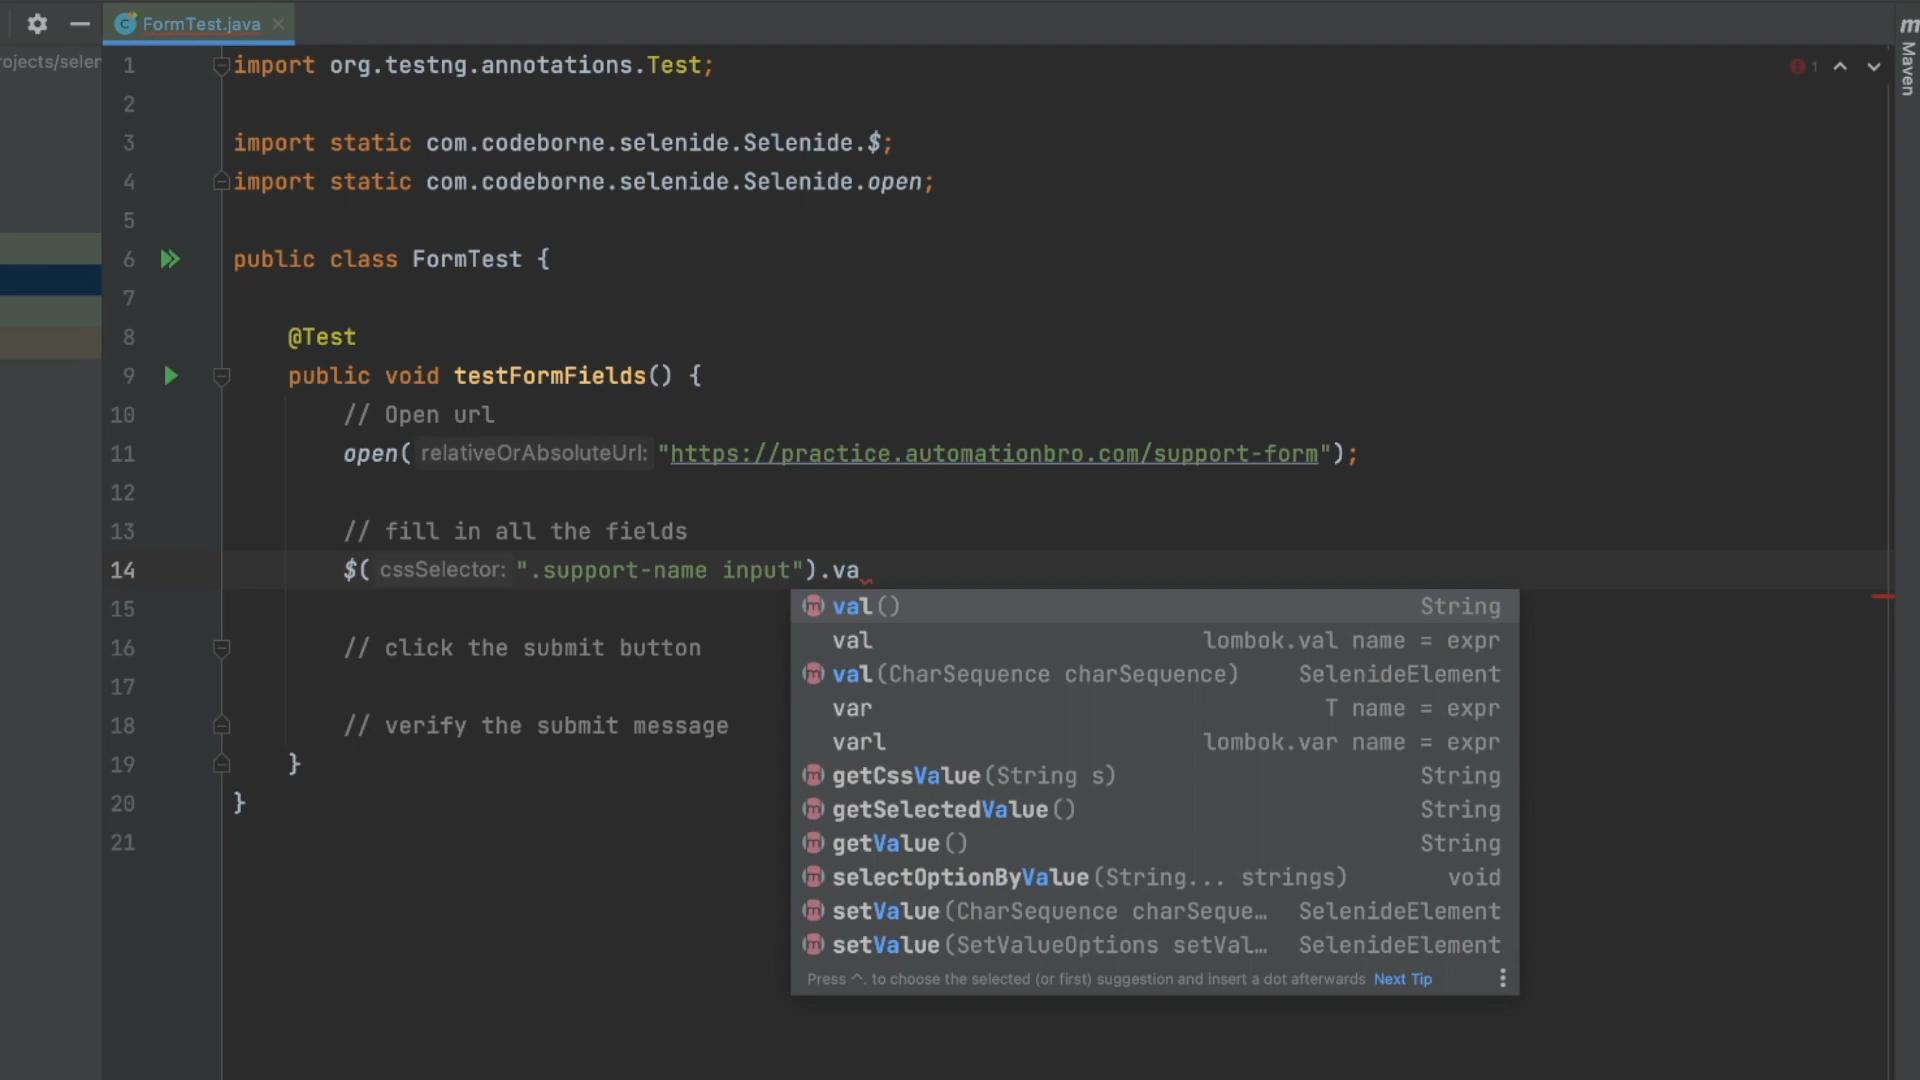 FormTest.java
m
Maven
ojects/selen
1
1 import org.testng.annotations.Test;
2
3 import static com.codeborne.selenide.Selenide.$;
4 import static com.codeborne.selenide.Selenide.open;
5
6 public class FormTest {
7
8 @Test
9 public void testFormFields() {
10 // Open url
11 open( relativeOrAbsoluteUrl: "https://practice.automationbro.com/support-form");
12
13 // fill in all the fields
14 $( cssSelector: ".support-name input").va
15
16 // click the submit button
17
18 // verify the submit message
19 }
20 }
21
val() String
val lombok.val name = expr
val(CharSequence charSequence) SelenideElement
var T name = expr
varl lombok.var name = expr
getCssValue(String s) String
getSelectedValue() String
getValue() String
selectOptionByValue(String... strings) void
setValue(CharSequence charSeque… SelenideElement
setValue(SetValueOptions setVal… SelenideElement
Press ^. to choose the selected (or first) suggestion and insert a dot afterwards Next Tip